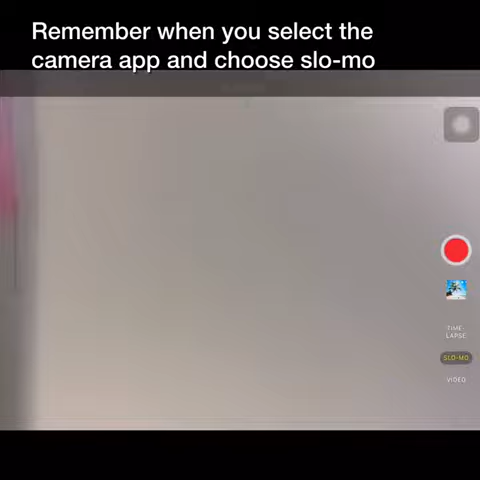 Remember when you select the
camera app and choose slo-mo
TIME-
LAPSE
SLO-MO
VIDEO